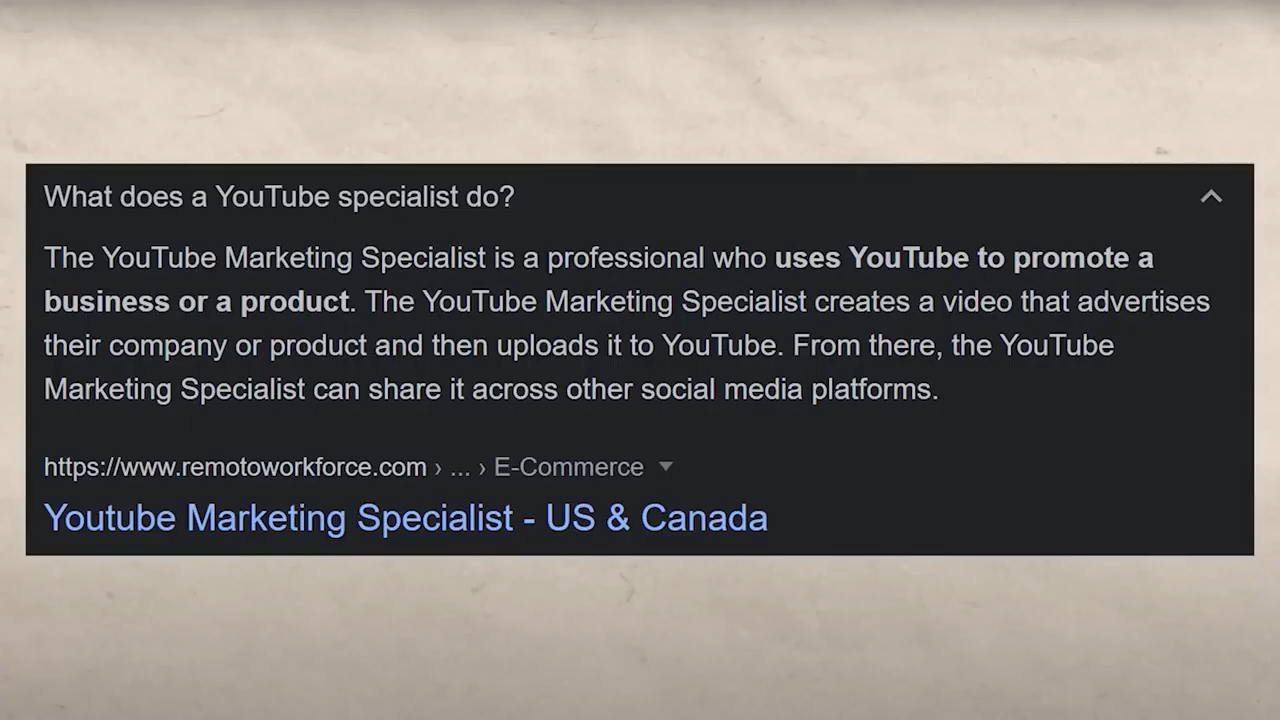 What does a YouTube specialist do?
The YouTube Marketing Specialist is a professional who uses YouTube to promote a
business or a product. The YouTube Marketing Specialist creates a video that advertises
their company or product and then uploads it to YouTube. From there, the YouTube
Marketing Specialist can share it across other social media platforms.
https://www.remotoworkforce.com › ... › E-Commerce
Youtube Marketing Specialist - US & Canada